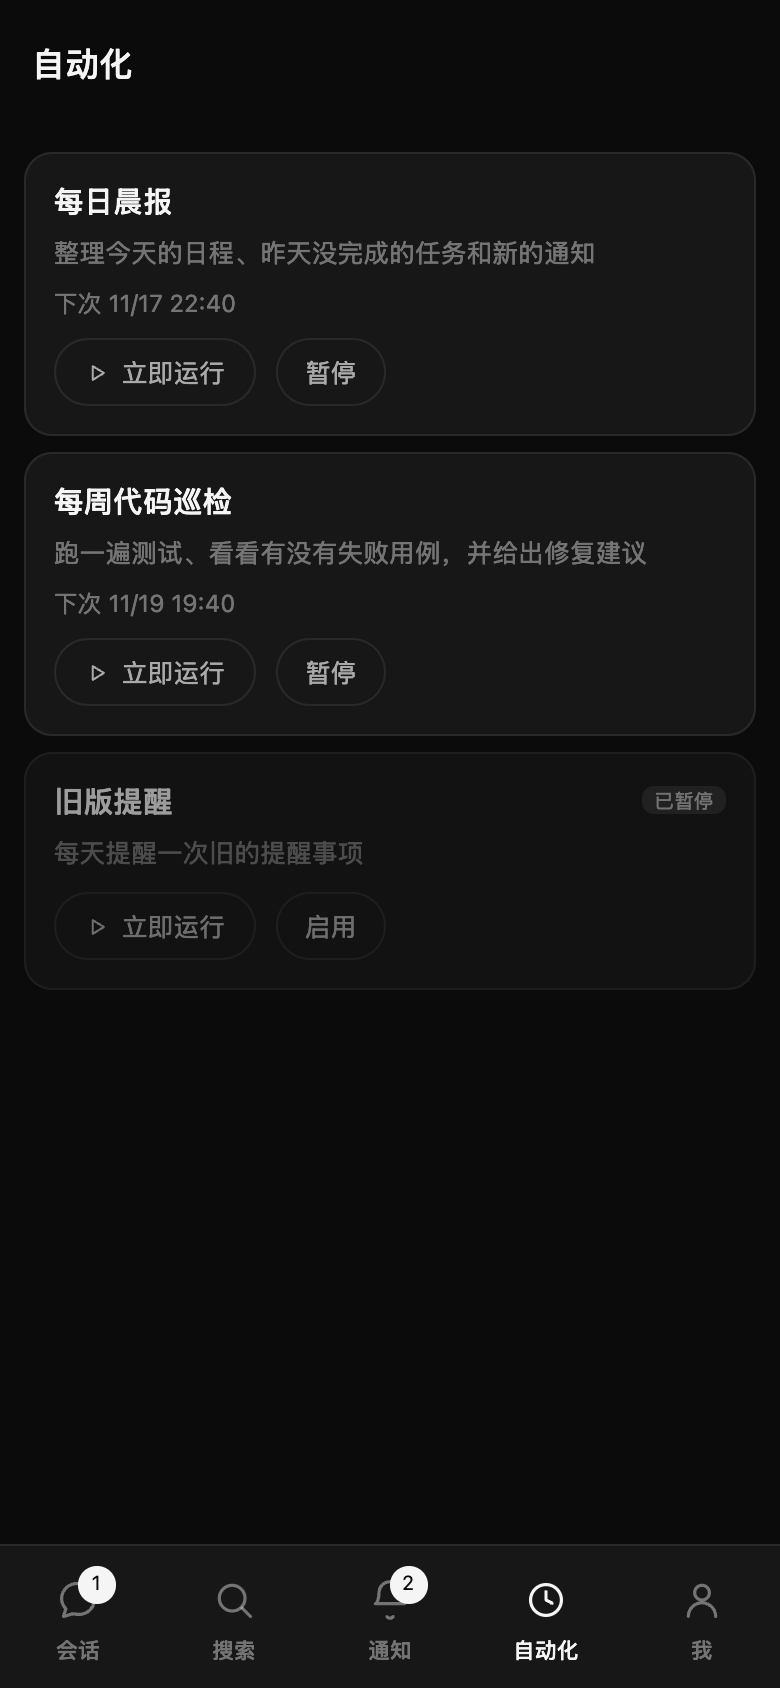 自动化
每日晨报
整理今天的日程、昨天没完成的任务和新的通知
下次 11/17 22:40
立即运行
暂停
每周代码巡检
跑一遍测试、看看有没有失败用例，并给出修复建议
下次 11/19 19:40
立即运行
暂停
旧版提醒
已暂停
每天提醒一次旧的提醒事项
立即运行
启用
1
2
会话
搜索
通知
自动化
我